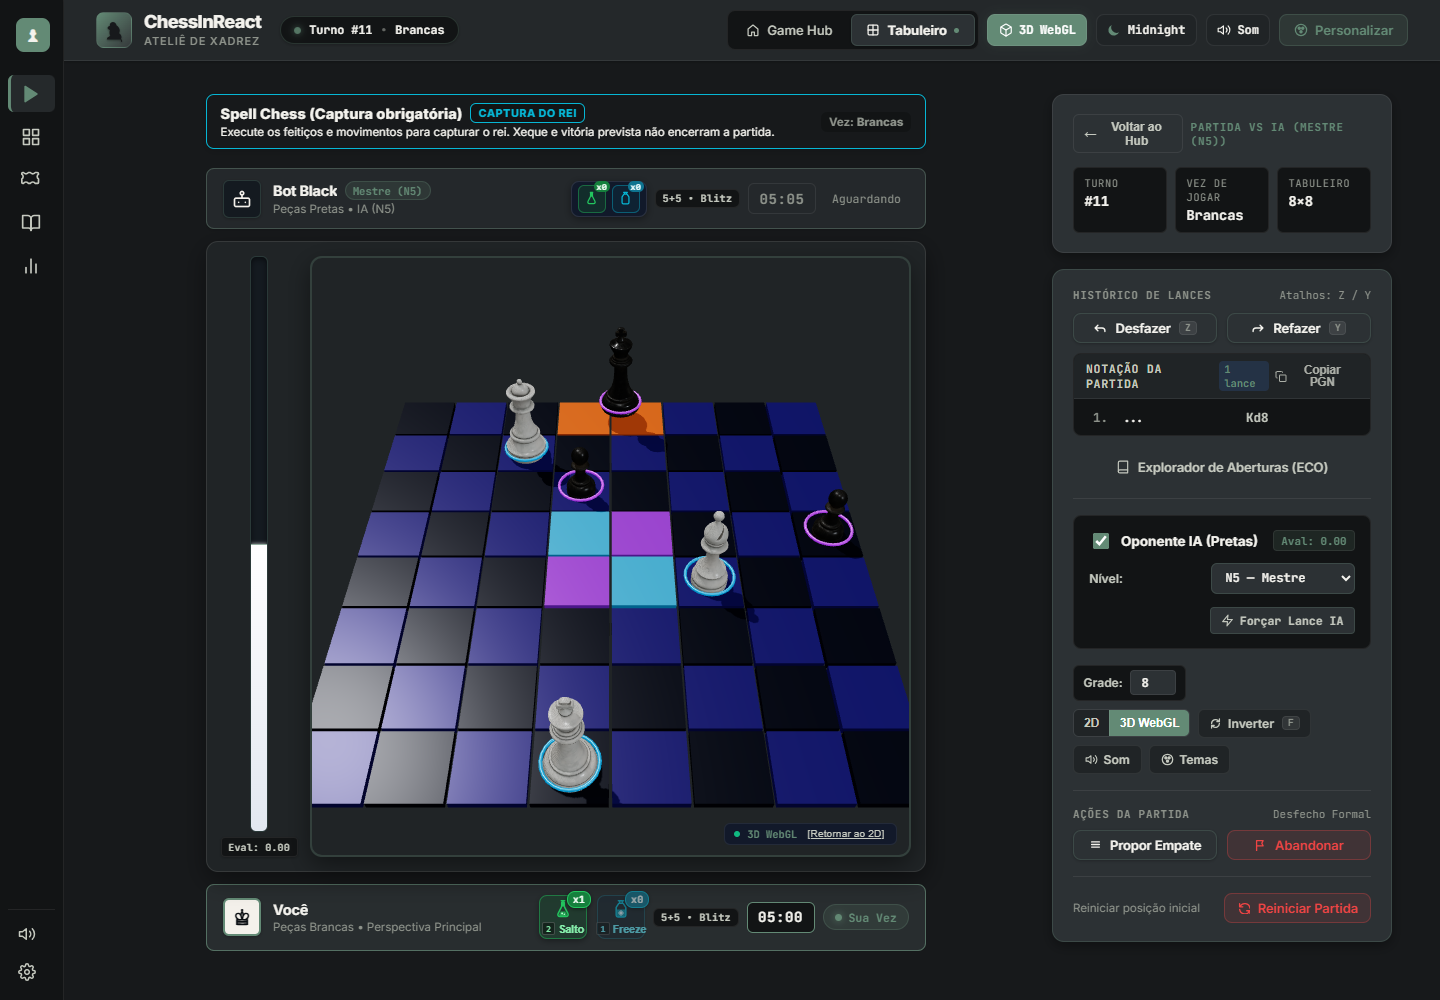 ChessInReact
ATELIÊ DE XADREZ
Turno #11 • Brancas
Game Hub
Tabuleiro
3D WebGL
Midnight
Som
Personalizar
Spell Chess (Captura obrigatória)
CAPTURA DO REI
Execute os feitiços e movimentos para capturar o rei. Xeque e vitória prevista não encerram a partida.
Vez: Brancas
Bot Black
Mestre (N5)
Peças Pretas • IA (N5)
x0
x0
5+5 • Blitz
05:05
Aguardando
Eval: 0.00
3D WebGL
[Retornar ao 2D]
Você
Peças Brancas • Perspectiva Principal
x1
2 Salto
x0
1 Freeze
5+5 • Blitz
05:00
Sua Vez
← Voltar ao
Hub
PARTIDA VS IA (MESTRE
(N5))
TURNO
#11
VEZ DE
JOGAR
Brancas
TABULEIRO
8×8
HISTÓRICO DE LANCES
Atalhos: Z / Y
Desfazer Z
Refazer Y
NOTAÇÃO DA
PARTIDA
1
lance
Copiar
PGN
1. ... Kd8
Explorador de Aberturas (ECO)
Oponente IA (Pretas)
Aval: 0.00
Nível:
N5 — Mestre
Forçar Lance IA
Grade: 8
2D
3D WebGL
Inverter F
Som
Temas
AÇÕES DA PARTIDA
Desfecho Formal
Propor Empate
Abandonar
Reiniciar posição inicial
Reiniciar Partida